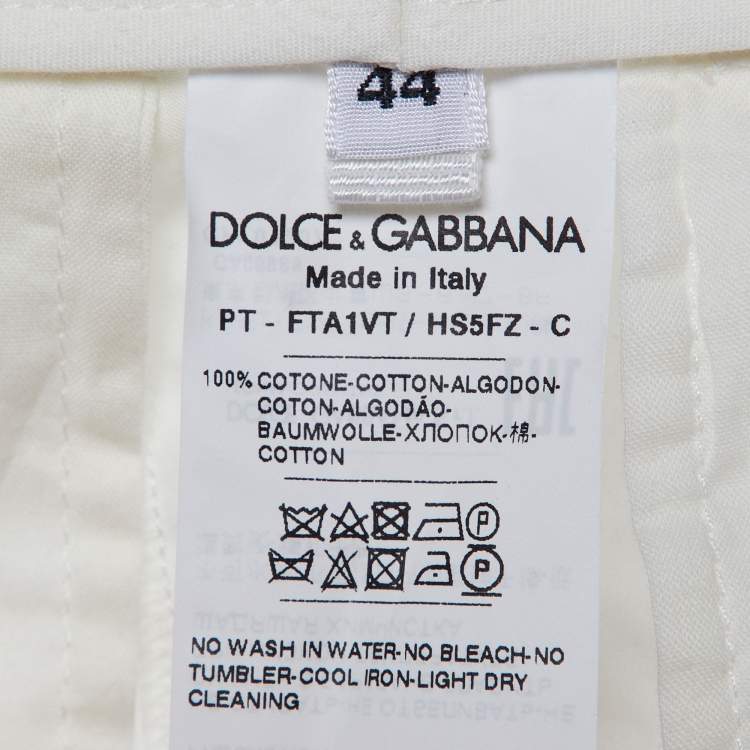 44
DOLCE & GABBANA
Made in Italy
PT - FTA1VT / HS5FZ - C
100% COTONE-COTTON-ALGODON-
COTON-ALGODÃO-
BAUMWOLLE-ХЛОПОК-棉-
COTTON
P
P
NO WASH IN WATER-NO BLEACH-NO
TUMBLER-COOL IRON-LIGHT DRY
CLEANING